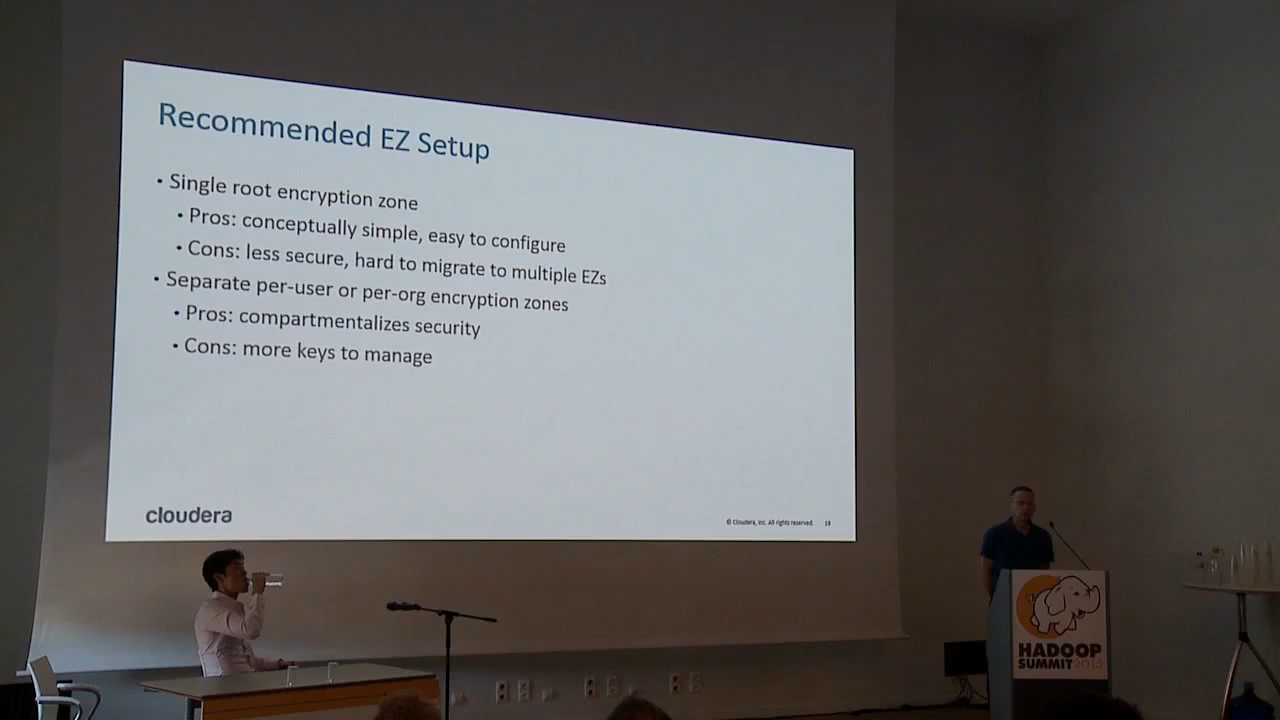 Recommended EZ Setup
• Single root encryption zone
• Pros: conceptually simple, easy to configure
• Cons: less secure, hard to migrate to multiple EZs
• Separate per-user or per-org encryption zones
• Pros: compartmentalizes security
• Cons: more keys to manage
cloudera
© Cloudera, Inc. All rights reserved. 19
HADOOP
SUMMIT 2015